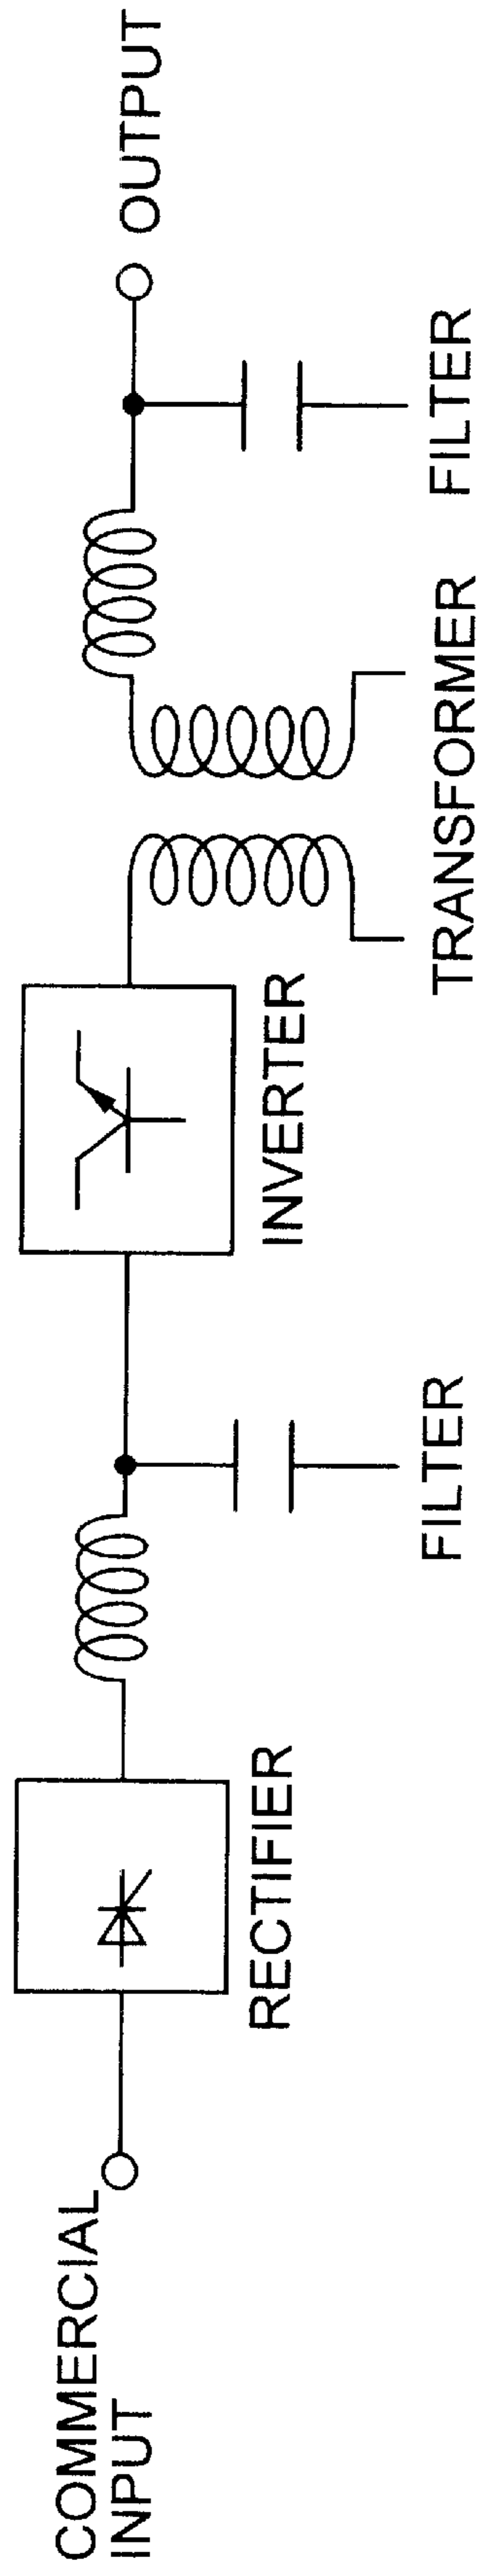 COMMERCIAL
INPUT
RECTIFIER
FILTER
INVERTER
TRANSFORMER
FILTER
OUTPUT